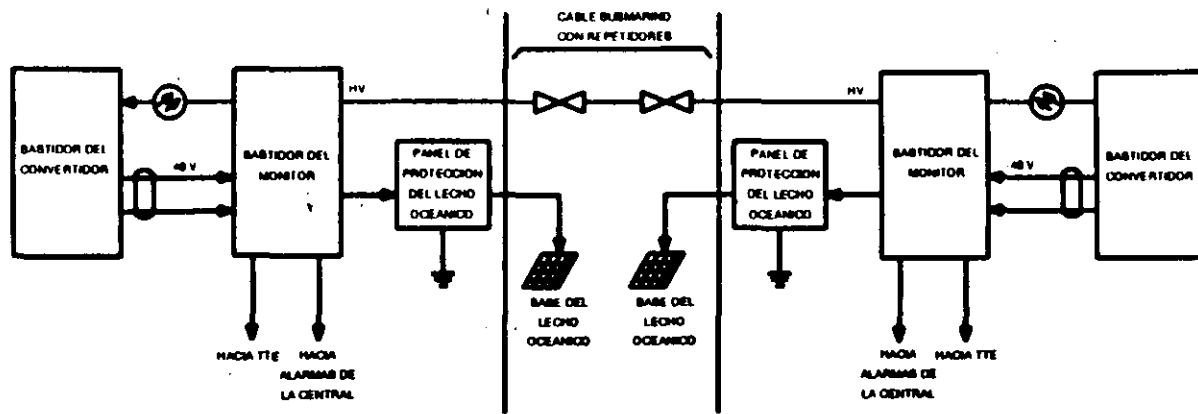 CABLE SUBMARINO
CON REPETIDORES
HV
HV
BASTIDOR DEL
CONVERTIDOR
48 V
BASTIDOR DEL
MONITOR
PANEL DE
PROTECCION
DEL LECHO
OCEANICO
PANEL DE
PROTECCION
DEL LECHO
OCEANICO
BASTIDOR DEL
MONITOR
48 V
BASTIDOR DEL
CONVERTIDOR
BASE DEL
LECHO
OCEANICO
BASE DEL
LECHO
OCEANICO
HACIA TTE
HACIA
ALARMAS DE
LA CENTRAL
HACIA
ALARMAS DE
LA CENTRAL
HACIA TTE